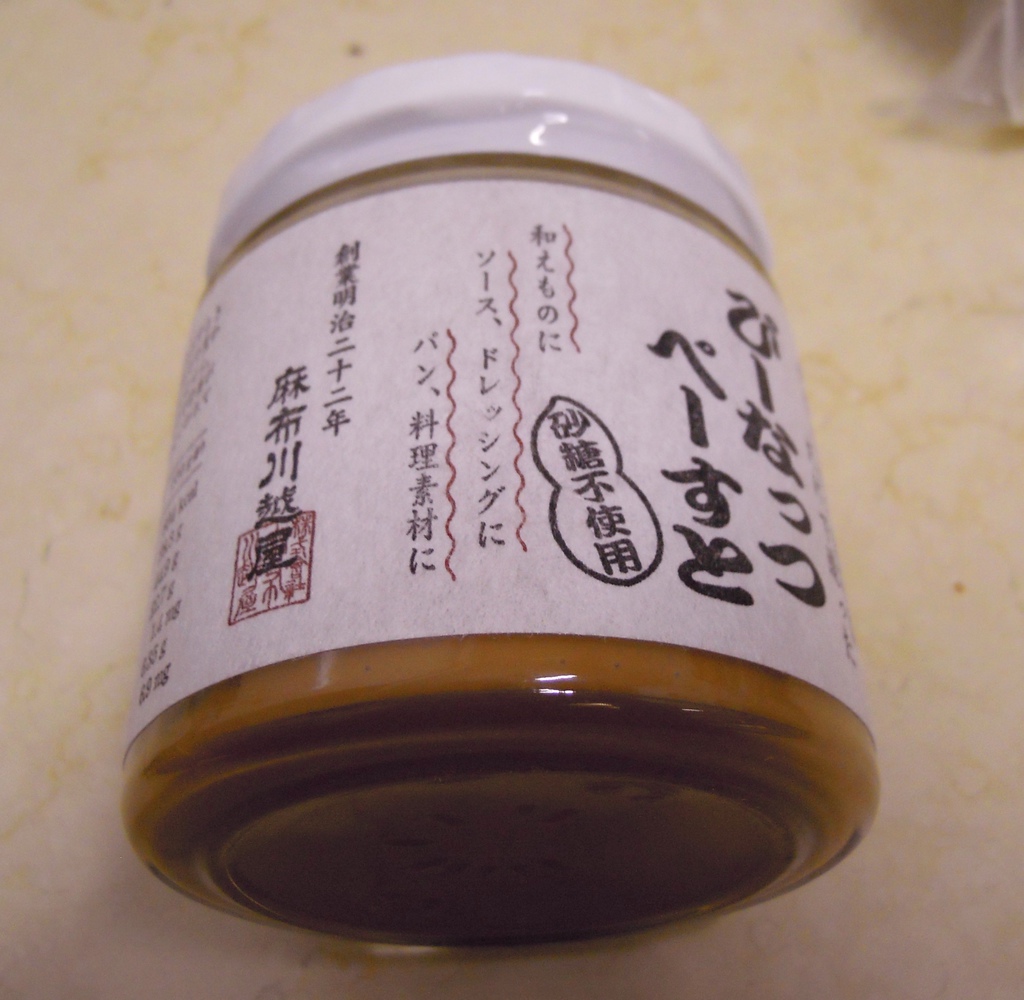 ぴーなっつ
ぺーすと
砂糖不使用
和えものに
ソース、ドレッシングに
パン、料理素材に
創業明治二十二年
麻布川越屋